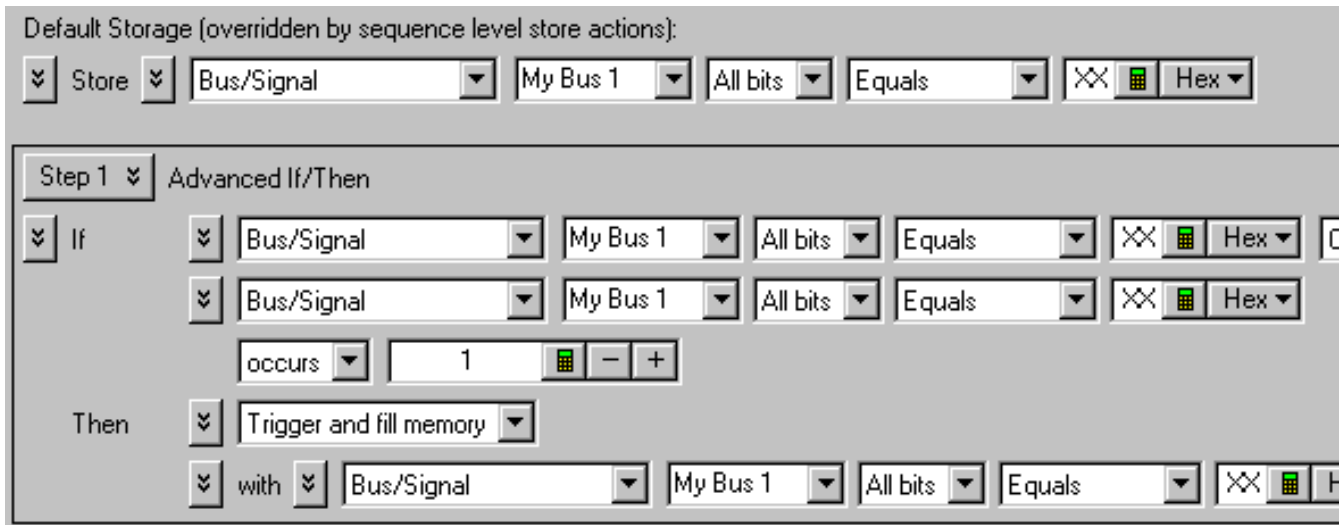 Default Storage (overridden by sequence level store actions):
Store Bus/Signal My Bus 1 All bits Equals XX Hex
Step 1 Advanced If/Then
If Bus/Signal My Bus 1 All bits Equals XX Hex
Bus/Signal My Bus 1 All bits Equals XX Hex
occurs 1 − +
Then Trigger and fill memory
with Bus/Signal My Bus 1 All bits Equals XX